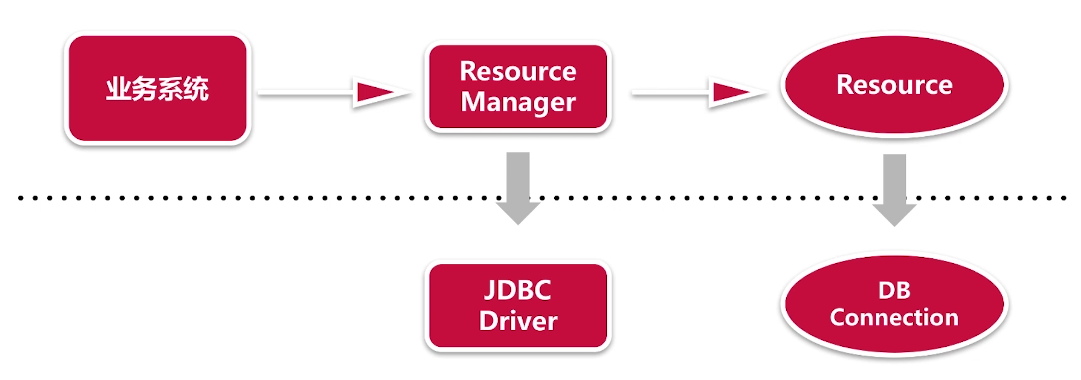 业务系统
Resource
Manager
Resource
JDBC
Driver
DB
Connection